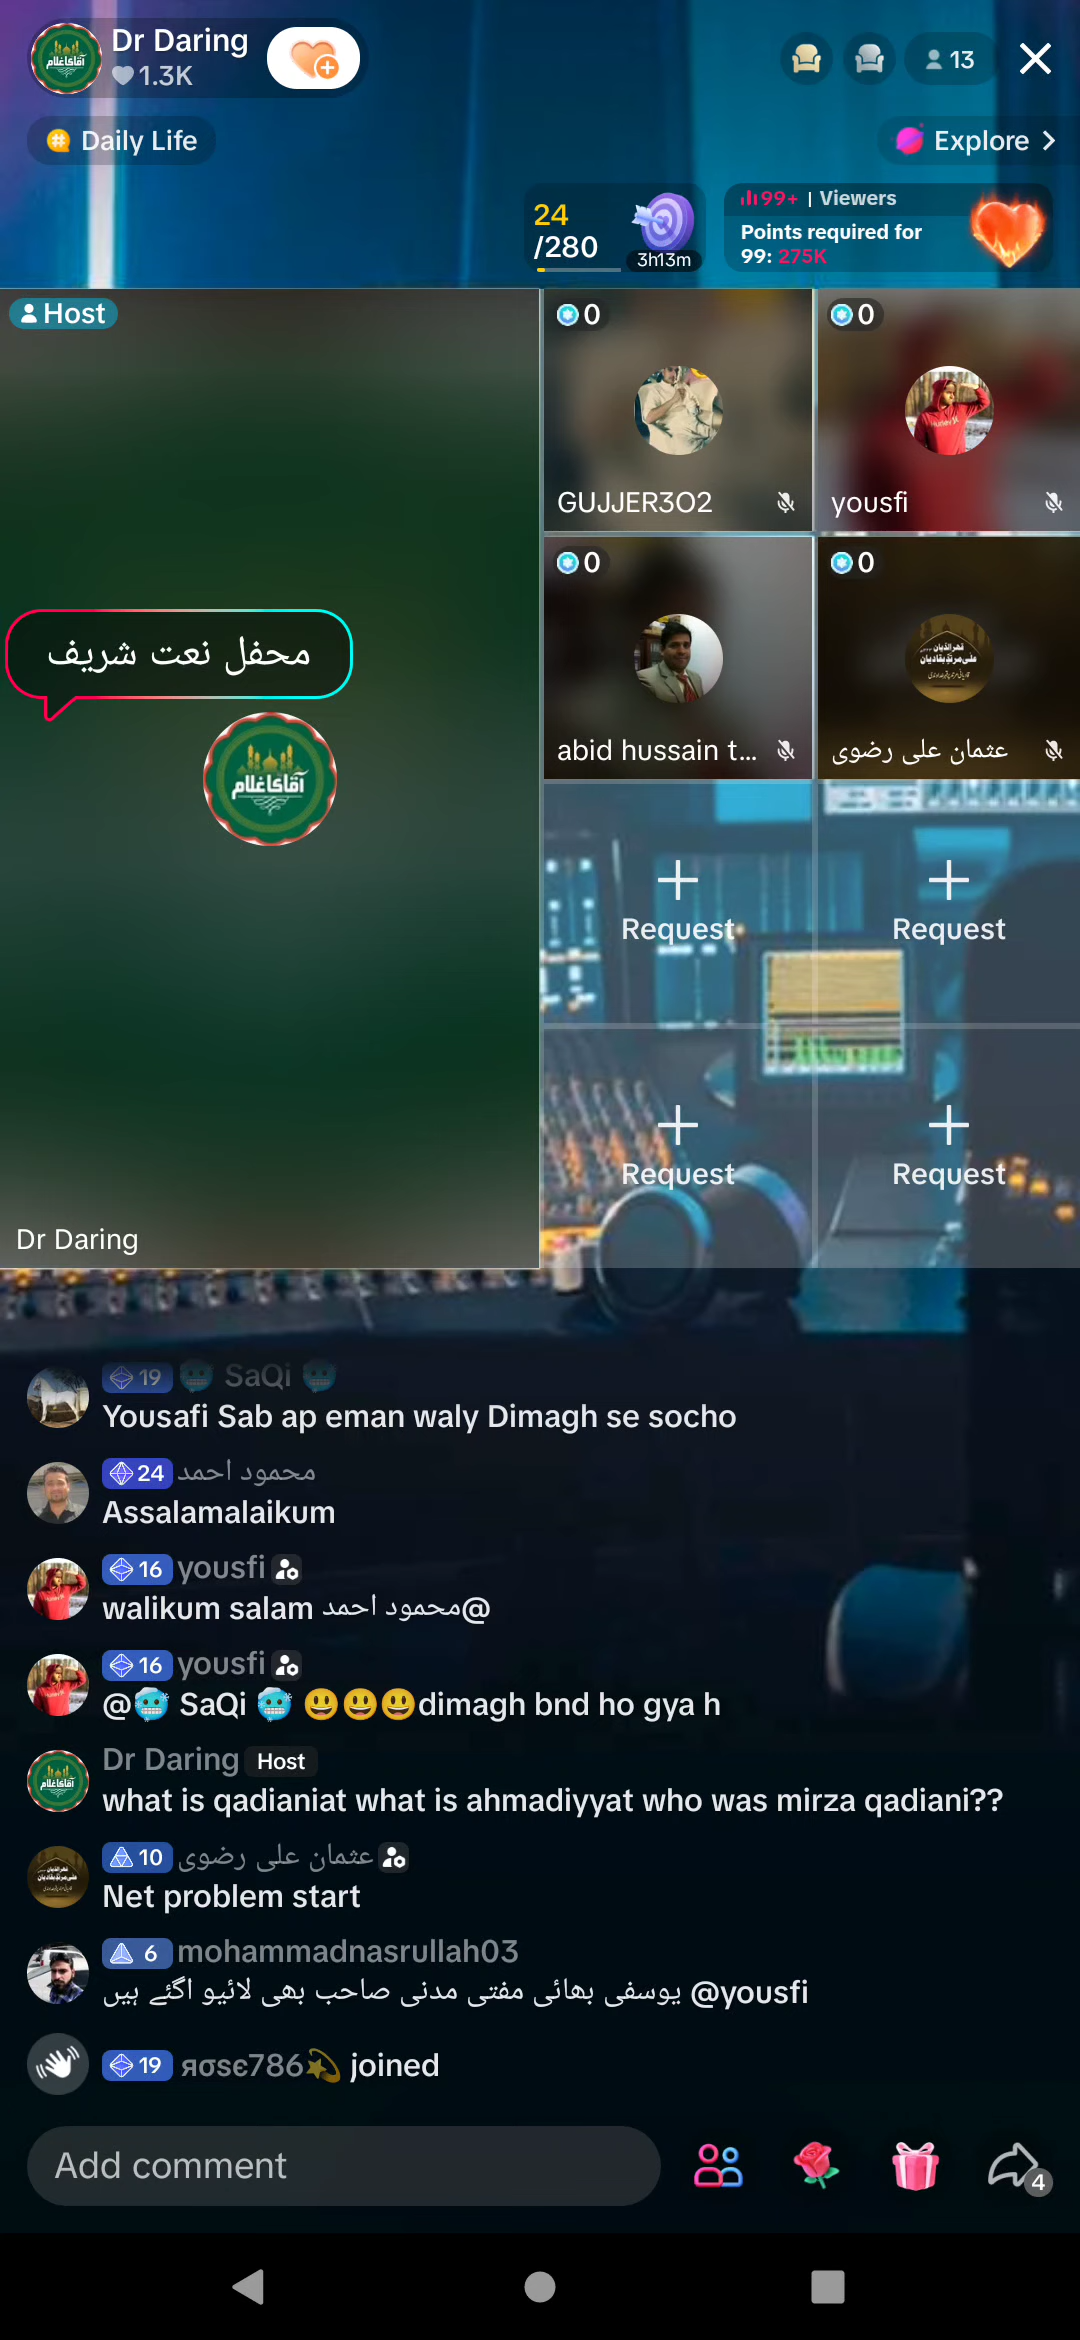 Dr Daring
1.3K
13
Daily Life
Explore
24
/280
3h13m
99+ | Viewers
Points required for
99: 275K
Host
0
0
GUJJER3O2
yousfi
0
0
abid hussain t...
عثمان علی رضوی
محفل نعت شریف
آقا کا غلام
Request
Request
Request
Request
Dr Daring
19 🥶 SaQi 🥶
Yousafi Sab ap eman waly Dimagh se socho
24 محمود احمد
Assalamalaikum
16 yousfi
walikum salam محمود احمد@
16 yousfi
@🥶 SaQi 🥶 😃😃😃dimagh bnd ho gya h
Dr Daring Host
what is qadianiat what is ahmadiyyat who was mirza qadiani??
10 عثمان علی رضوی
Net problem start
6 mohammadnasrullah03
یوسفی بھائی مفتی مدنی صاحب بھی لائیو اگئے ہیں @yousfi
19 яσsє786💫 joined
Add comment
4